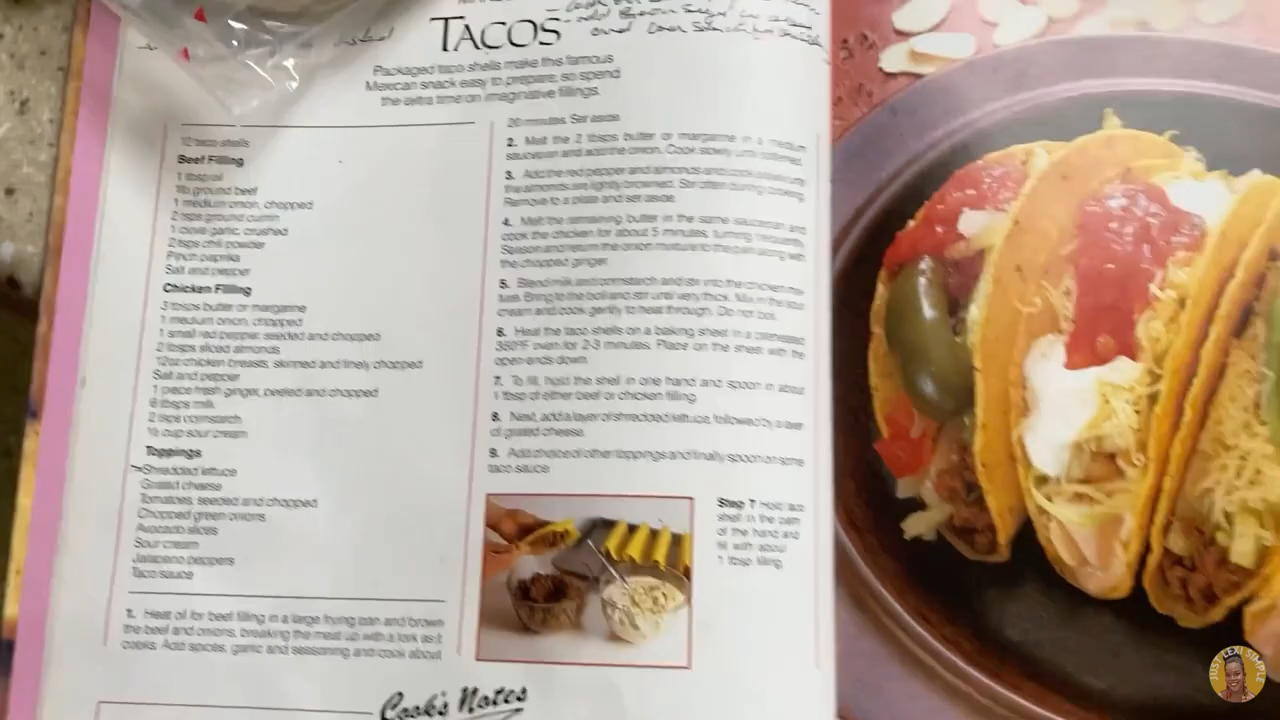 TACOS
Packaged taco shells make this famous
Mexican snack easy to prepare, so spend
the extra time on imaginative fillings.
12 taco shells
Beef Filling
1 tbsp oil
1lb ground beef
1 medium onion, chopped
2 tsps ground cumin
1 clove garlic, crushed
2 tsps chili powder
Pinch paprika
Salt and pepper
Chicken Filling
3 tbsps butter or margarine
1 medium onion, chopped
1 small red pepper, seeded and chopped
2 tbsps sliced almonds
12oz chicken breasts, skinned and finely chopped
Salt and pepper
1 piece fresh ginger, peeled and chopped
6 tbsps milk
2 tsps cornstarch
½ cup sour cream
Toppings
Shredded lettuce
Grated cheese
Tomatoes, seeded and chopped
Chopped green onions
Avocado slices
Sour cream
Jalapeno peppers
Taco sauce
1. Heat oil for beef filling in a large frying pan and brown
the beef and onions, breaking the meat up with a fork as it
cooks. Add spices, garlic and seasoning and cook about
20 minutes. Set aside.
2. Melt the 2 tbsps butter or margarine in a medium
saucepan and add the onion. Cook slowly until softened.
3. Add the red pepper and almonds and cook slowly until
the almonds are lightly browned. Stir often during cooking.
Remove to a plate and set aside.
4. Melt the remaining butter in the same saucepan and
cook the chicken for about 5 minutes, turning frequently.
Season and return the onion mixture to the pan along with
the chopped ginger.
5. Blend milk and cornstarch and stir into the chicken mix-
ture. Bring to the boil and stir until very thick. Mix in the sour
cream and cook gently to heat through. Do not boil.
6. Heat the taco shells on a baking sheet in a preheated
350°F oven for 2-3 minutes. Place on the sheet with the
open ends down.
7. To fill, hold the shell in one hand and spoon in about
1 tbsp of either beef or chicken filling.
8. Next, add a layer of shredded lettuce, followed by a layer
of grated cheese.
9. Add choice of other toppings and finally spoon on some
taco sauce.
Step 7 Hold taco
shell in the palm
of the hand and
fill with about
1 tbsp filling.
Cook's Notes
JUST LEXI SIMPLE